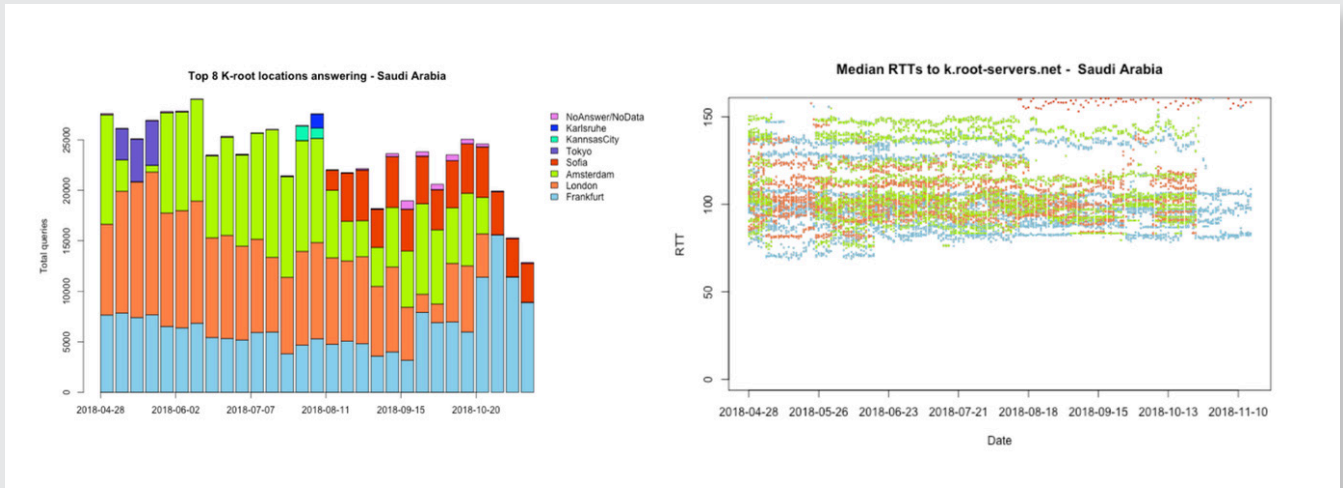 Top 8 K-root locations answering - Saudi Arabia
Total queries
0
5000
10000
15000
20000
25000
2018-04-28
2018-06-02
2018-07-07
2018-08-11
2018-09-15
2018-10-20
NoAnswer/NoData
Karlsruhe
KannsasCity
Tokyo
Sofia
Amsterdam
London
Frankfurt
Median RTTs to k.root-servers.net - Saudi Arabia
RTT
0
50
100
150
2018-04-28
2018-05-26
2018-06-23
2018-07-21
2018-08-18
2018-09-15
2018-10-13
2018-11-10
Date